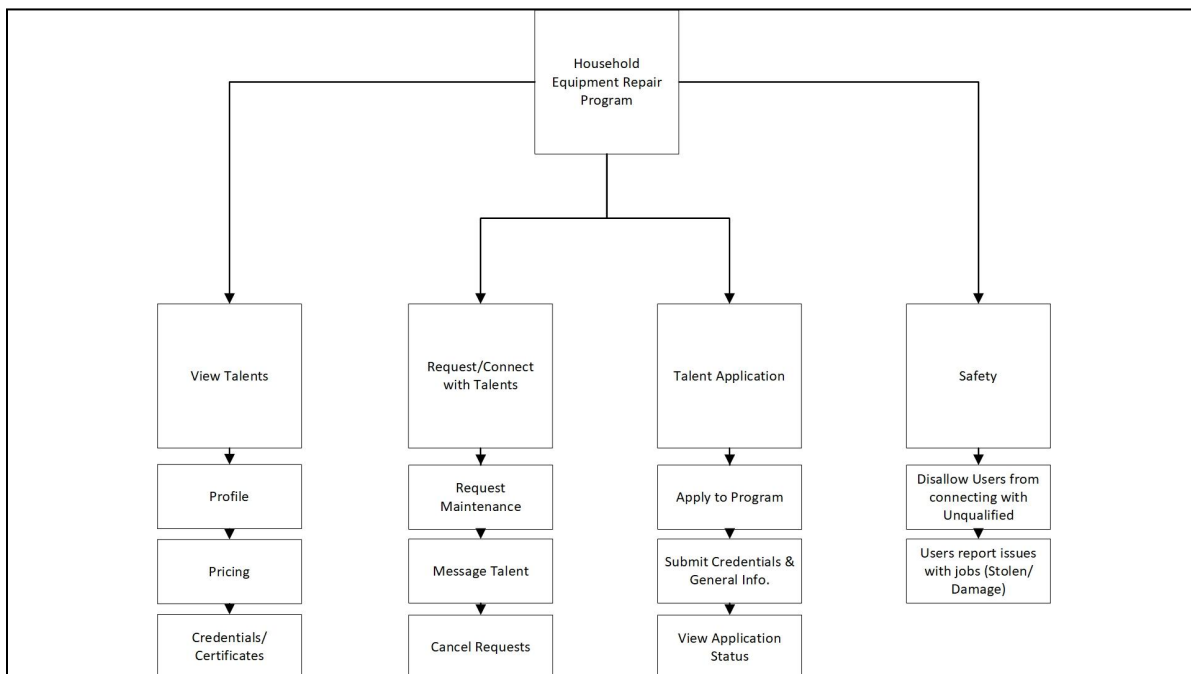 Household
Equipment Repair
Program
View Talents
Request/Connect
with Talents
Talent Application
Safety
Profile
Request
Maintenance
Apply to Program
Disallow Users from
connecting with
Unqualified
Pricing
Message Talent
Submit Credentials &
General Info.
Users report issues
with jobs (Stolen/
Damage)
Credentials/
Certificates
Cancel Requests
View Application
Status